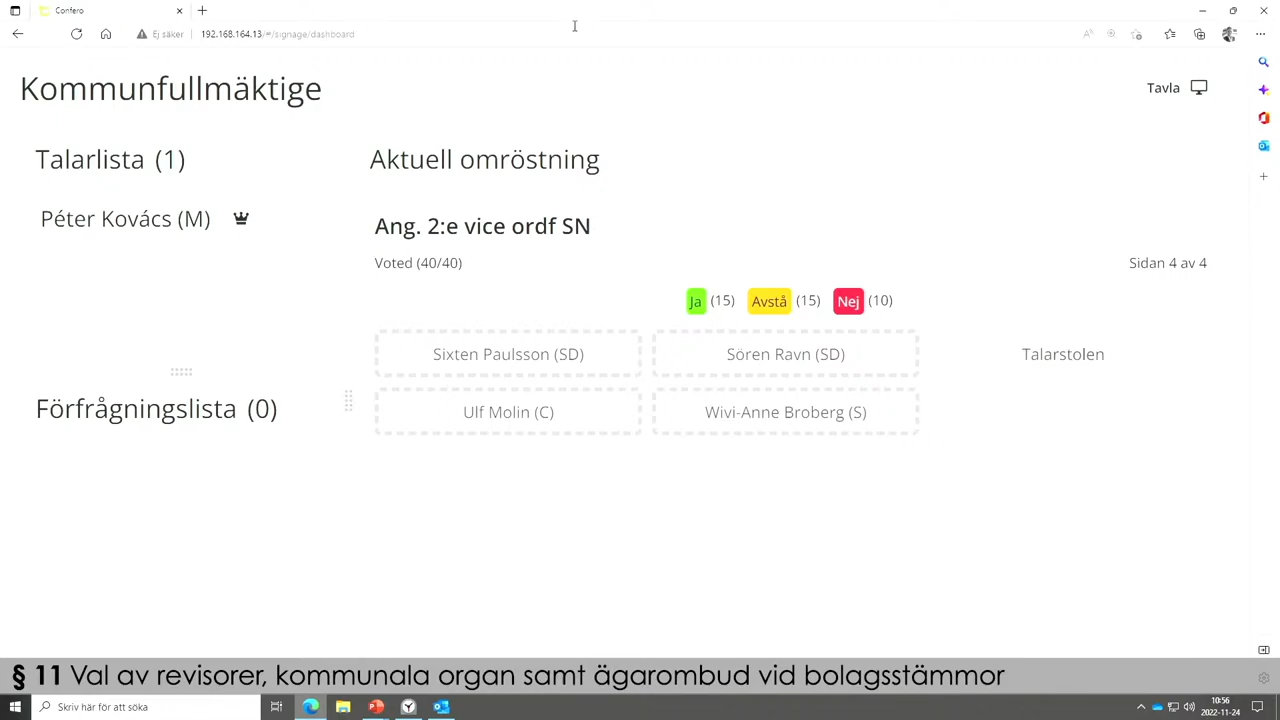 Confero
Ej säker
192.168.164.13/#/signage/dashboard
Kommunfullmäktige
Tavla
Talarlista (1)
Péter Kovács (M)
Förfrågningslista (0)
Aktuell omröstning
Ang. 2:e vice ordf SN
Voted (40/40)
Sidan 4 av 4
Ja (15) Avstå (15) Nej (10)
Sixten Paulsson (SD)
Sören Ravn (SD)
Talarstolen
Ulf Molin (C)
Wivi-Anne Broberg (S)
§ 11 Val av revisorer, kommunala organ samt ägarombud vid bolagsstämmor
Skriv här för att söka
10:56
2022-11-24